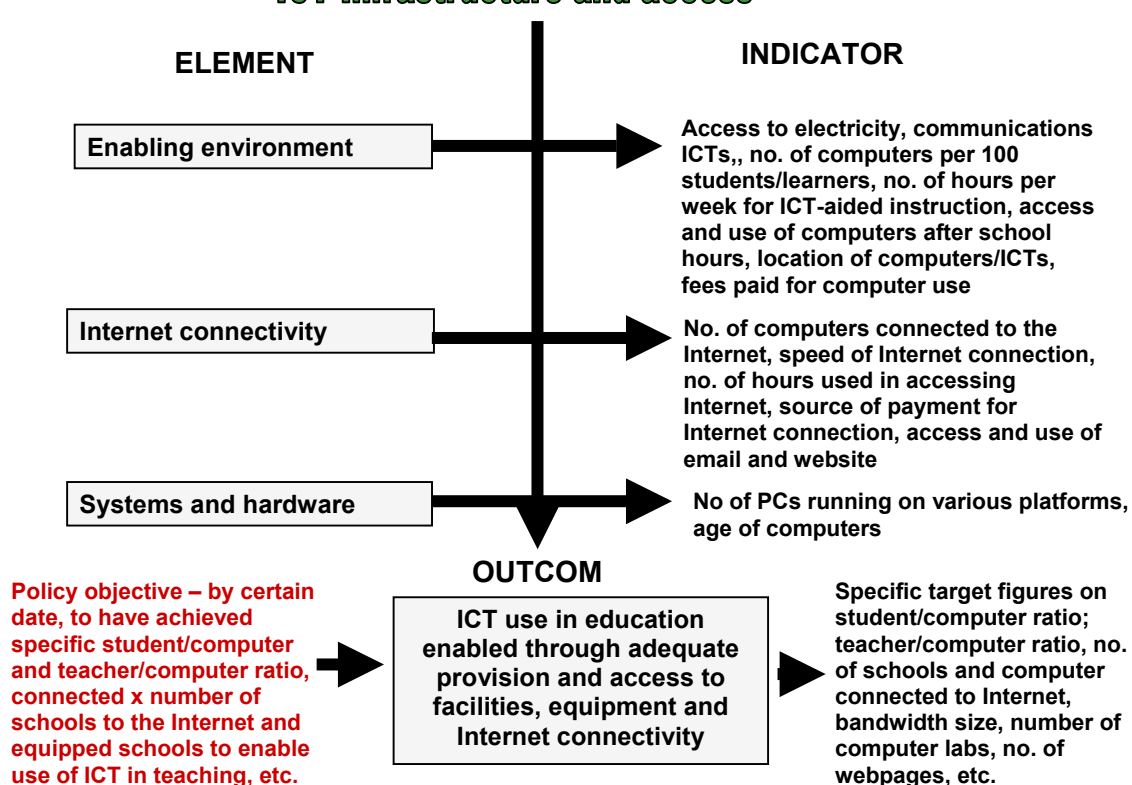 ICT infrastructure and access
ELEMENT
INDICATOR
Enabling environment
Access to electricity, communications
ICTs,, no. of computers per 100
students/learners, no. of hours per
week for ICT-aided instruction, access
and use of computers after school
hours, location of computers/ICTs,
fees paid for computer use
Internet connectivity
No. of computers connected to the
Internet, speed of Internet connection,
no. of hours used in accessing
Internet, source of payment for
Internet connection, access and use of
email and website
Systems and hardware
No of PCs running on various platforms,
age of computers
OUTCOM
Policy objective – by certain
date, to have achieved
specific student/computer
and teacher/computer ratio,
connected x number of
schools to the Internet and
equipped schools to enable
use of ICT in teaching, etc.
ICT use in education
enabled through adequate
provision and access to
facilities, equipment and
Internet connectivity
Specific target figures on
student/computer ratio;
teacher/computer ratio, no.
of schools and computer
connected to Internet,
bandwidth size, number of
computer labs, no. of
webpages, etc.